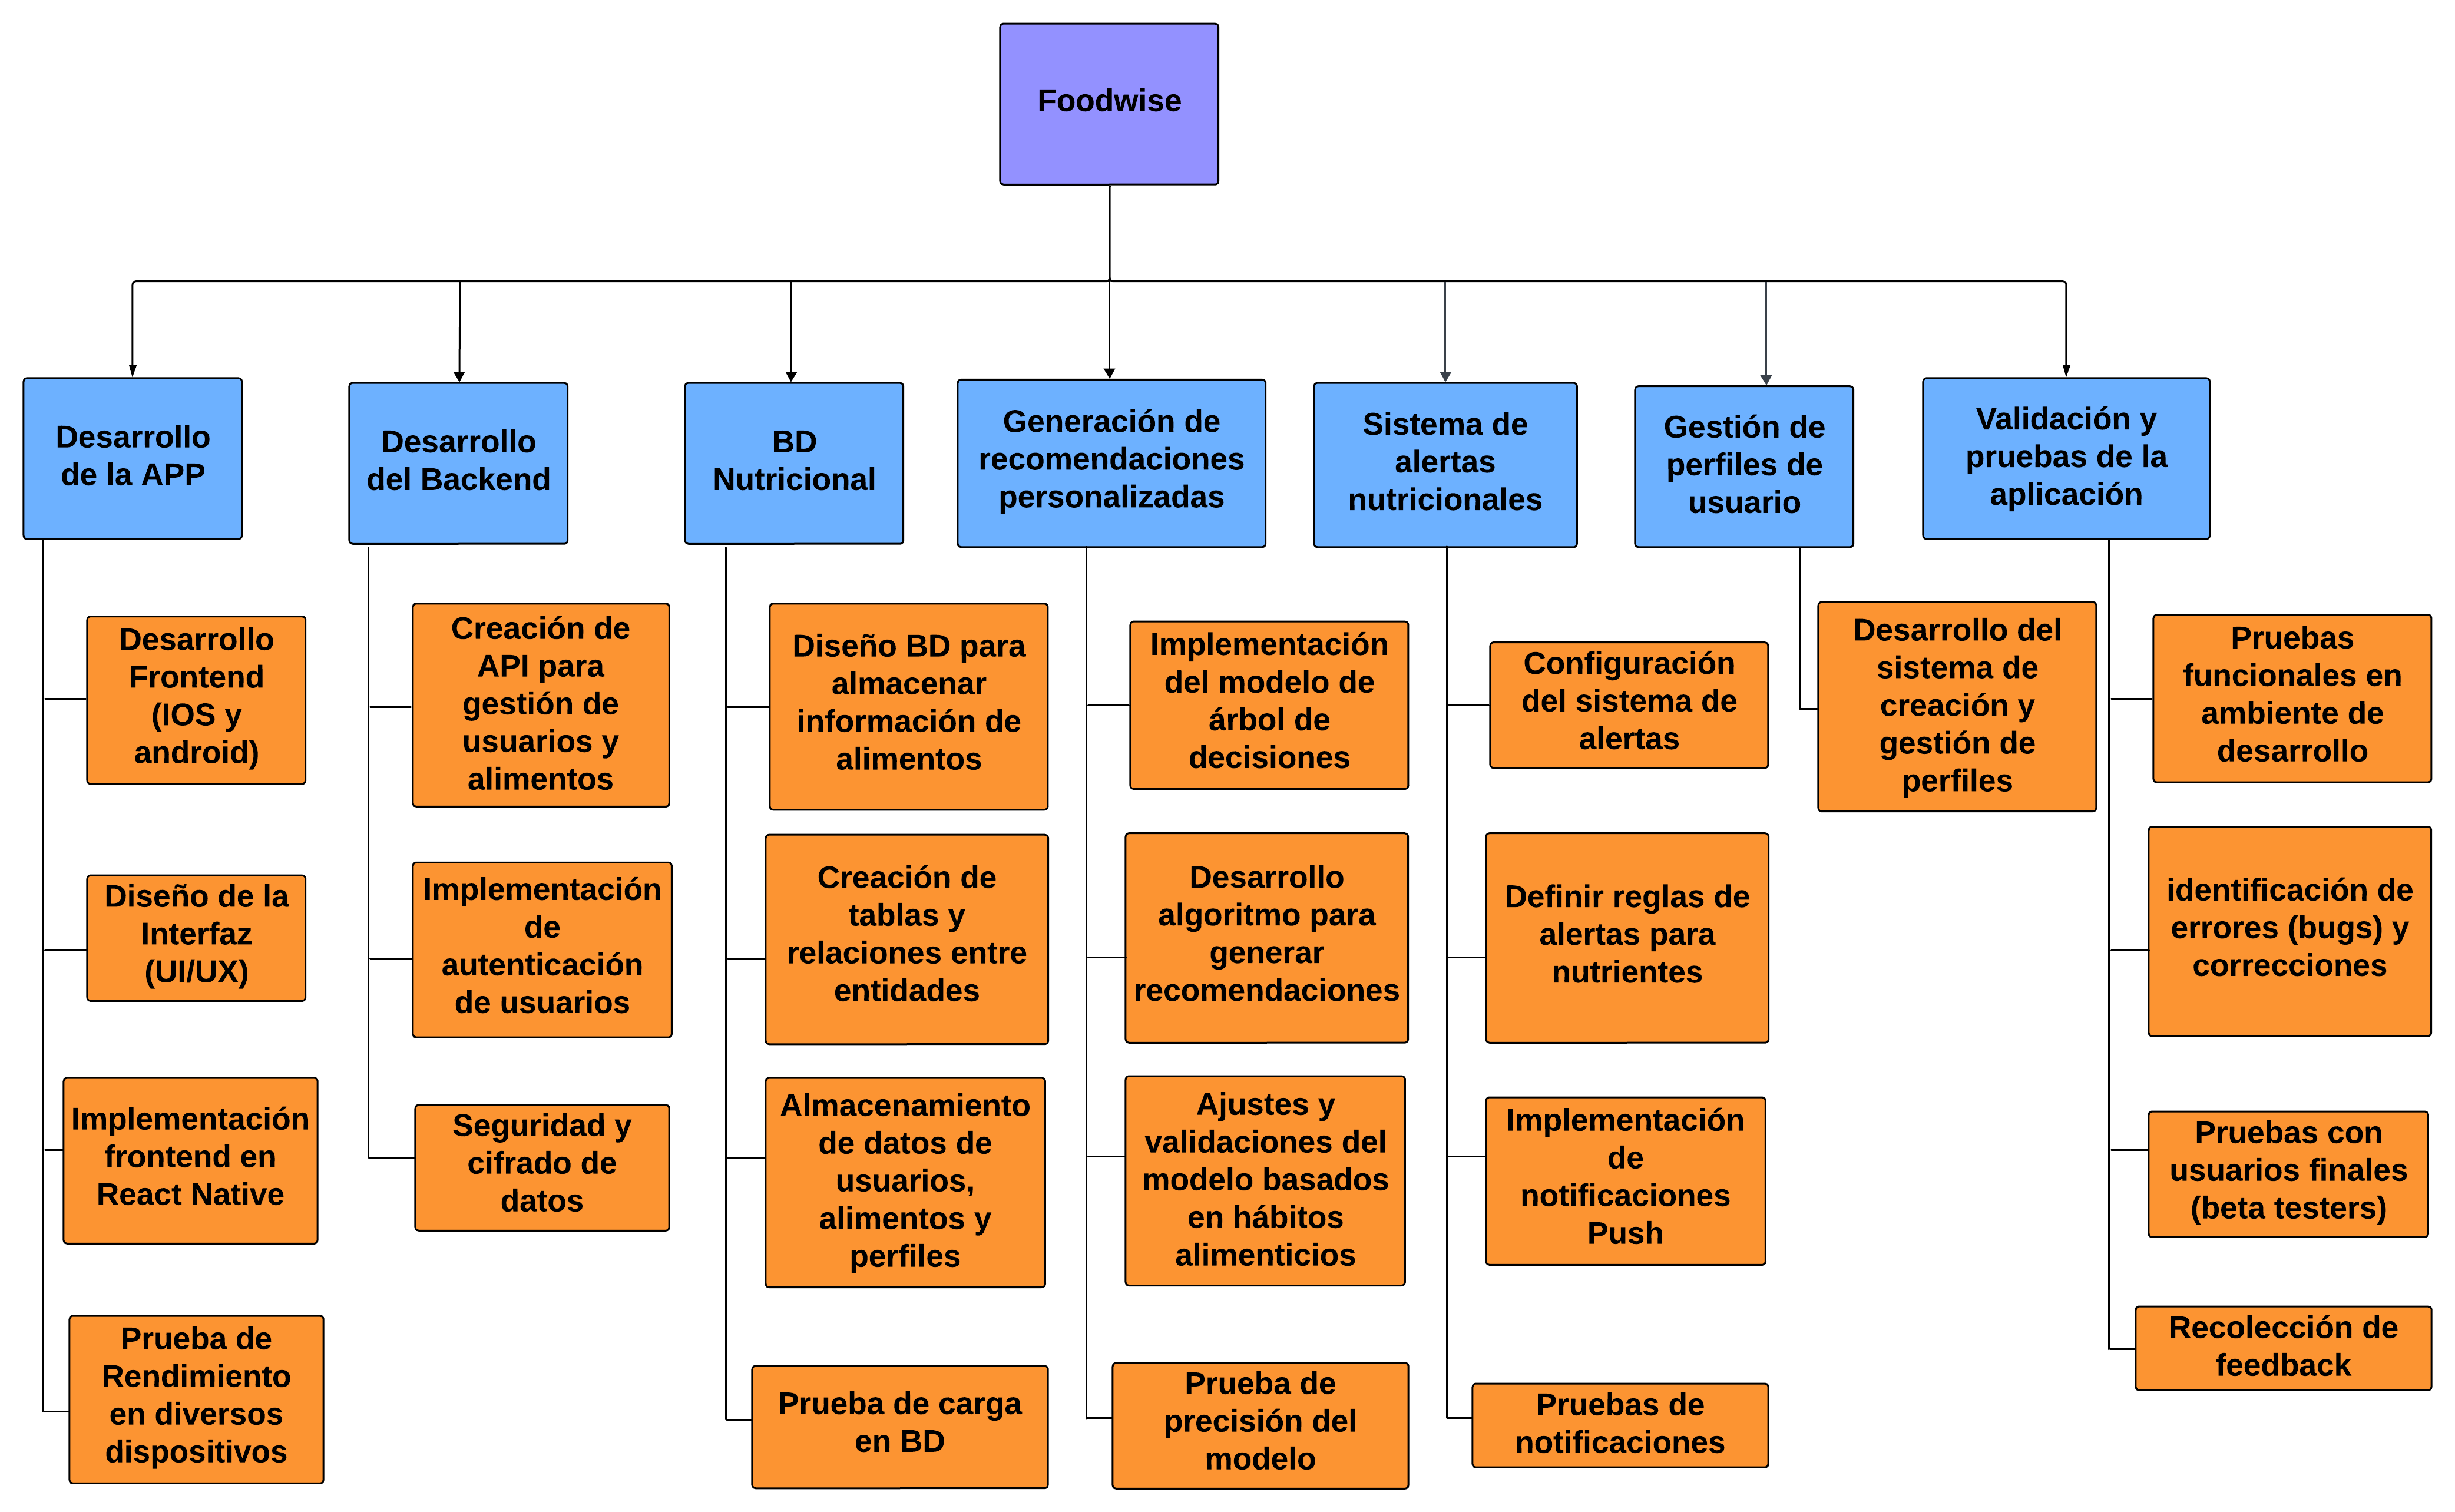 Foodwise
Desarrollo
de la APP
Desarrollo
del Backend
BD
Nutricional
Generación de
recomendaciones
personalizadas
Sistema de
alertas
nutricionales
Gestión de
perfiles de
usuario
Validación y
pruebas de la
aplicación
Desarrollo
Frontend
(IOS y
android)
Diseño de la
Interfaz
(UI/UX)
Implementación
frontend en
React Native
Prueba de
Rendimiento
en diversos
dispositivos
Creación de
API para
gestión de
usuarios y
alimentos
Implementación
de
autenticación
de usuarios
Seguridad y
cifrado de
datos
Diseño BD para
almacenar
información de
alimentos
Creación de
tablas y
relaciones entre
entidades
Almacenamiento
de datos de
usuarios,
alimentos y
perfiles
Prueba de carga
en BD
Implementación
del modelo de
árbol de
decisiones
Desarrollo
algoritmo para
generar
recomendaciones
Ajustes y
validaciones del
modelo basados
en hábitos
alimenticios
Prueba de
precisión del
modelo
Configuración
del sistema de
alertas
Definir reglas de
alertas para
nutrientes
Implementación
de
notificaciones
Push
Pruebas de
notificaciones
Desarrollo del
sistema de
creación y
gestión de
perfiles
Pruebas
funcionales en
ambiente de
desarrollo
identificación de
errores (bugs) y
correcciones
Pruebas con
usuarios finales
(beta testers)
Recolección de
feedback